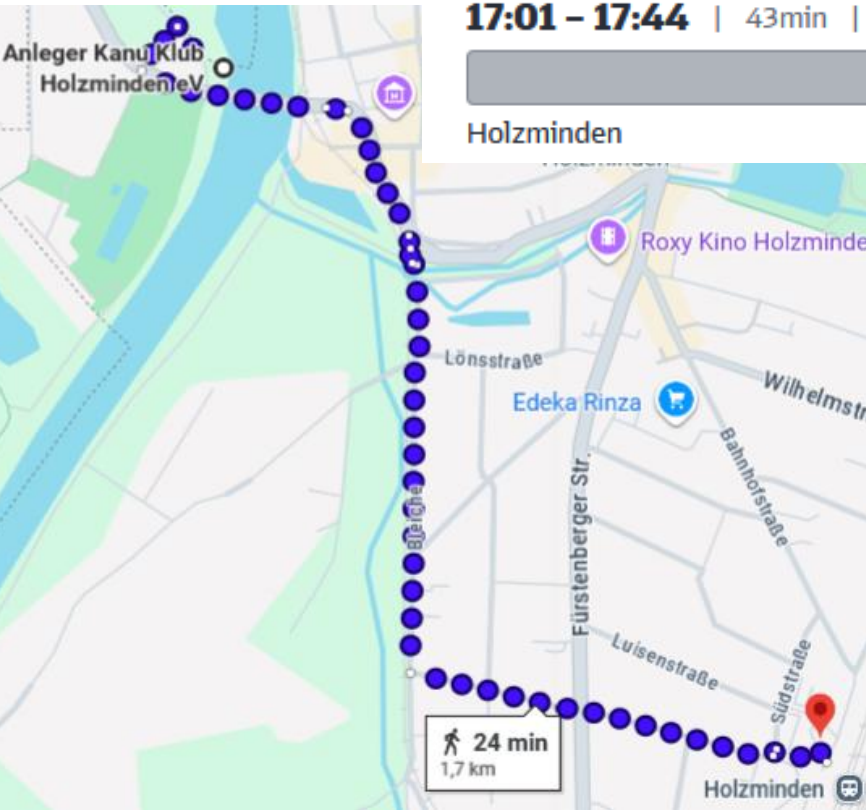 17:01 – 17:44 | 43min |
Holzminden
Anleger Kanu Klub
Holzminden eV
Roxy Kino Holzminde
Lönsstraße
Edeka Rinza
Wilhelmstr
Bahnhofstraße
Bleiche
Fürstenberger Str.
Luisenstraße
Südstraße
24 min
1,7 km
Holzminden